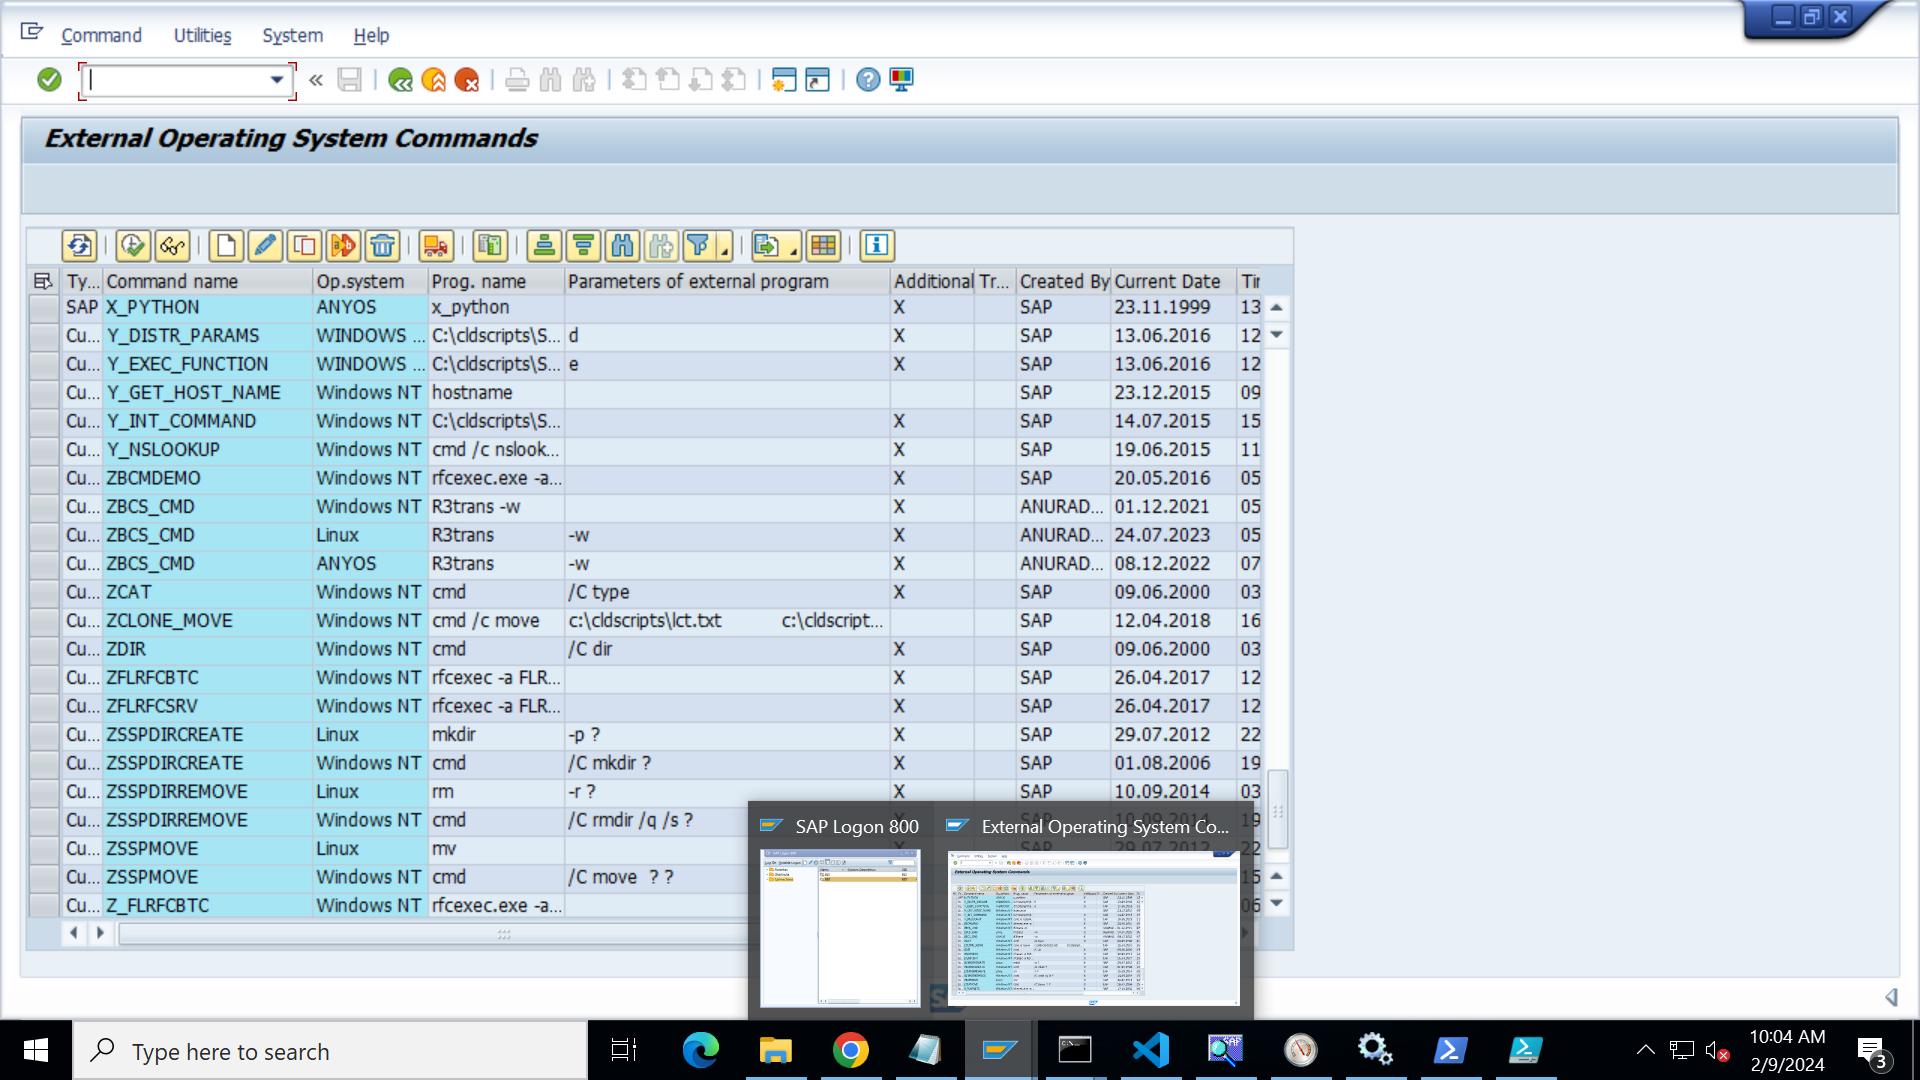 Command Utilities System Help
External Operating System Commands
Ty... Command name Op.system Prog. name Parameters of external program Additional Tr... Created By Current Date Tir
SAP X_PYTHON ANYOS x_python X SAP 23.11.1999 13
Cu... Y_DISTR_PARAMS WINDOWS ... C:\cldscripts\S... d X SAP 13.06.2016 12
Cu... Y_EXEC_FUNCTION WINDOWS ... C:\cldscripts\S... e X SAP 13.06.2016 12
Cu... Y_GET_HOST_NAME Windows NT hostname SAP 23.12.2015 09
Cu... Y_INT_COMMAND Windows NT C:\cldscripts\S... X SAP 14.07.2015 15
Cu... Y_NSLOOKUP Windows NT cmd /c nslook... X SAP 19.06.2015 11
Cu... ZBCMDEMO Windows NT rfcexec.exe -a... X SAP 20.05.2016 05
Cu... ZBCS_CMD Windows NT R3trans -w X ANURAD... 01.12.2021 05
Cu... ZBCS_CMD Linux R3trans -w X ANURAD... 24.07.2023 05
Cu... ZBCS_CMD ANYOS R3trans -w X ANURAD... 08.12.2022 07
Cu... ZCAT Windows NT cmd /C type X SAP 09.06.2000 03
Cu... ZCLONE_MOVE Windows NT cmd /c move c:\cldscripts\lct.txt c:\cldscript... SAP 12.04.2018 16
Cu... ZDIR Windows NT cmd /C dir X SAP 09.06.2000 03
Cu... ZFLRFCBTC Windows NT rfcexec -a FLR... X SAP 26.04.2017 12
Cu... ZFLRFCSRV Windows NT rfcexec -a FLR... X SAP 26.04.2017 12
Cu... ZSSPDIRCREATE Linux mkdir -p ? X SAP 29.07.2012 22
Cu... ZSSPDIRCREATE Windows NT cmd /C mkdir ? X SAP 01.08.2006 19
Cu... ZSSPDIRREMOVE Linux rm -r ? X SAP 10.09.2014 03
Cu... ZSSPDIRREMOVE Windows NT cmd /C rmdir /q /s ? 10.09.2014 19
Cu... ZSSPMOVE Linux mv 29.07.2012 22
Cu... ZSSPMOVE Windows NT cmd /C move ? ? 15
Cu... Z_FLRFCBTC Windows NT rfcexec.exe -a... 06
SAP Logon 800 External Operating System Co...
Type here to search
10:04 AM
2/9/2024
3